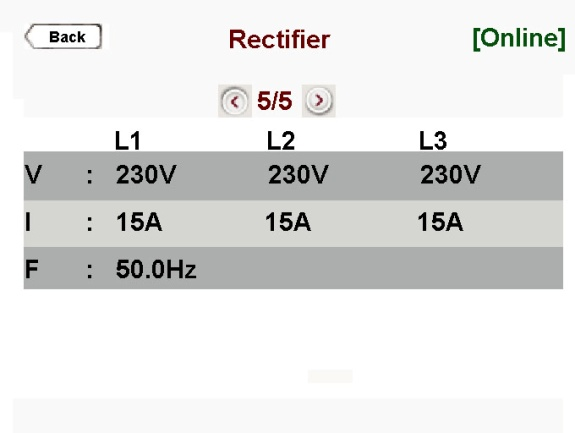 Back Rectifier [Online]
5/5
L1 L2 L3
V : 230V 230V 230V
I : 15A 15A 15A
F : 50.0Hz